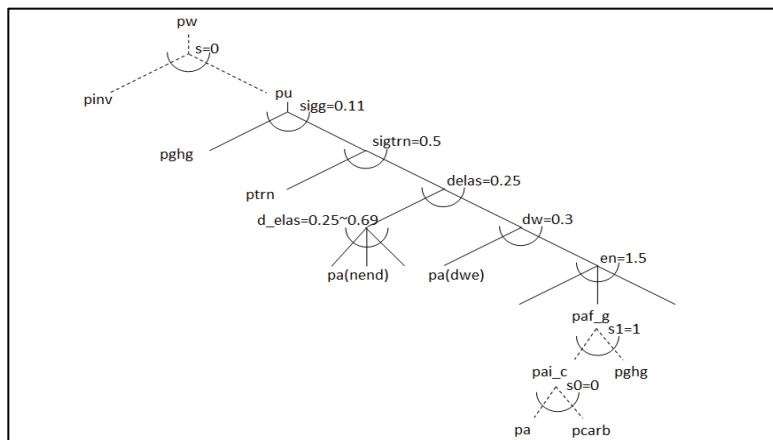 pw
s=0
pinv
pu
sigg=0.11
pghg
sigtrn=0.5
ptrn
delas=0.25
d_elas=0.25~0.69
dw=0.3
pa(nend)
pa(dwe)
en=1.5
paf_g
s1=1
pai_c
pghg
s0=0
pa
pcarb